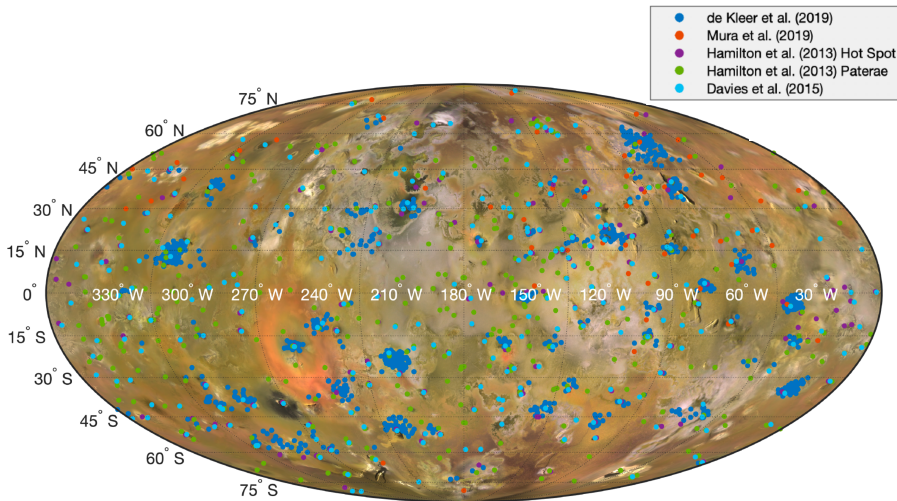 de Kleer et al. (2019)
Mura et al. (2019)
Hamilton et al. (2013) Hot Spot
Hamilton et al. (2013) Paterae
Davies et al. (2015)
75° N
60° N
45° N
30° N
15° N
0°
330° W 300° W 270° W 240° W 210° W 180° W 150° W 120° W 90° W 60° W 30° W
15° S
30° S
45° S
60° S
75° S